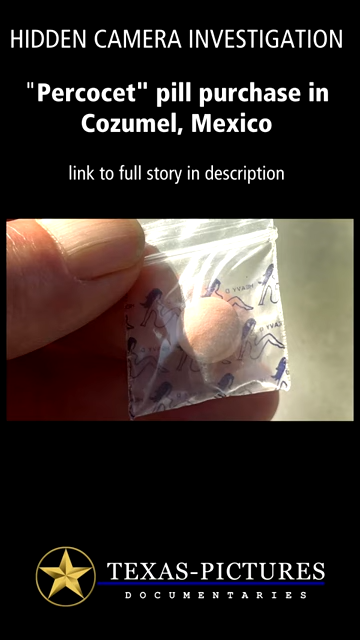 HIDDEN CAMERA INVESTIGATION
"Percocet" pill purchase in
Cozumel, Mexico
link to full story in description
TEXAS-PICTURES
DOCUMENTARIES